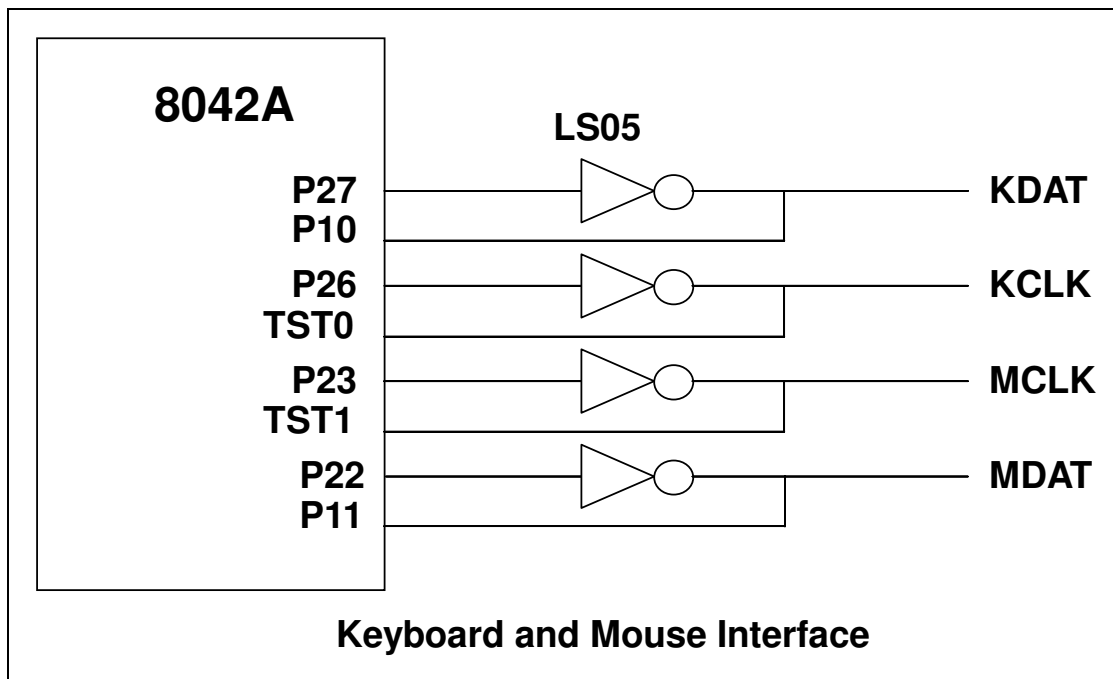 8042A
LS05
P27
KDAT
P10
P26
KCLK
TST0
P23
MCLK
TST1
P22
MDAT
P11
Keyboard and Mouse Interface